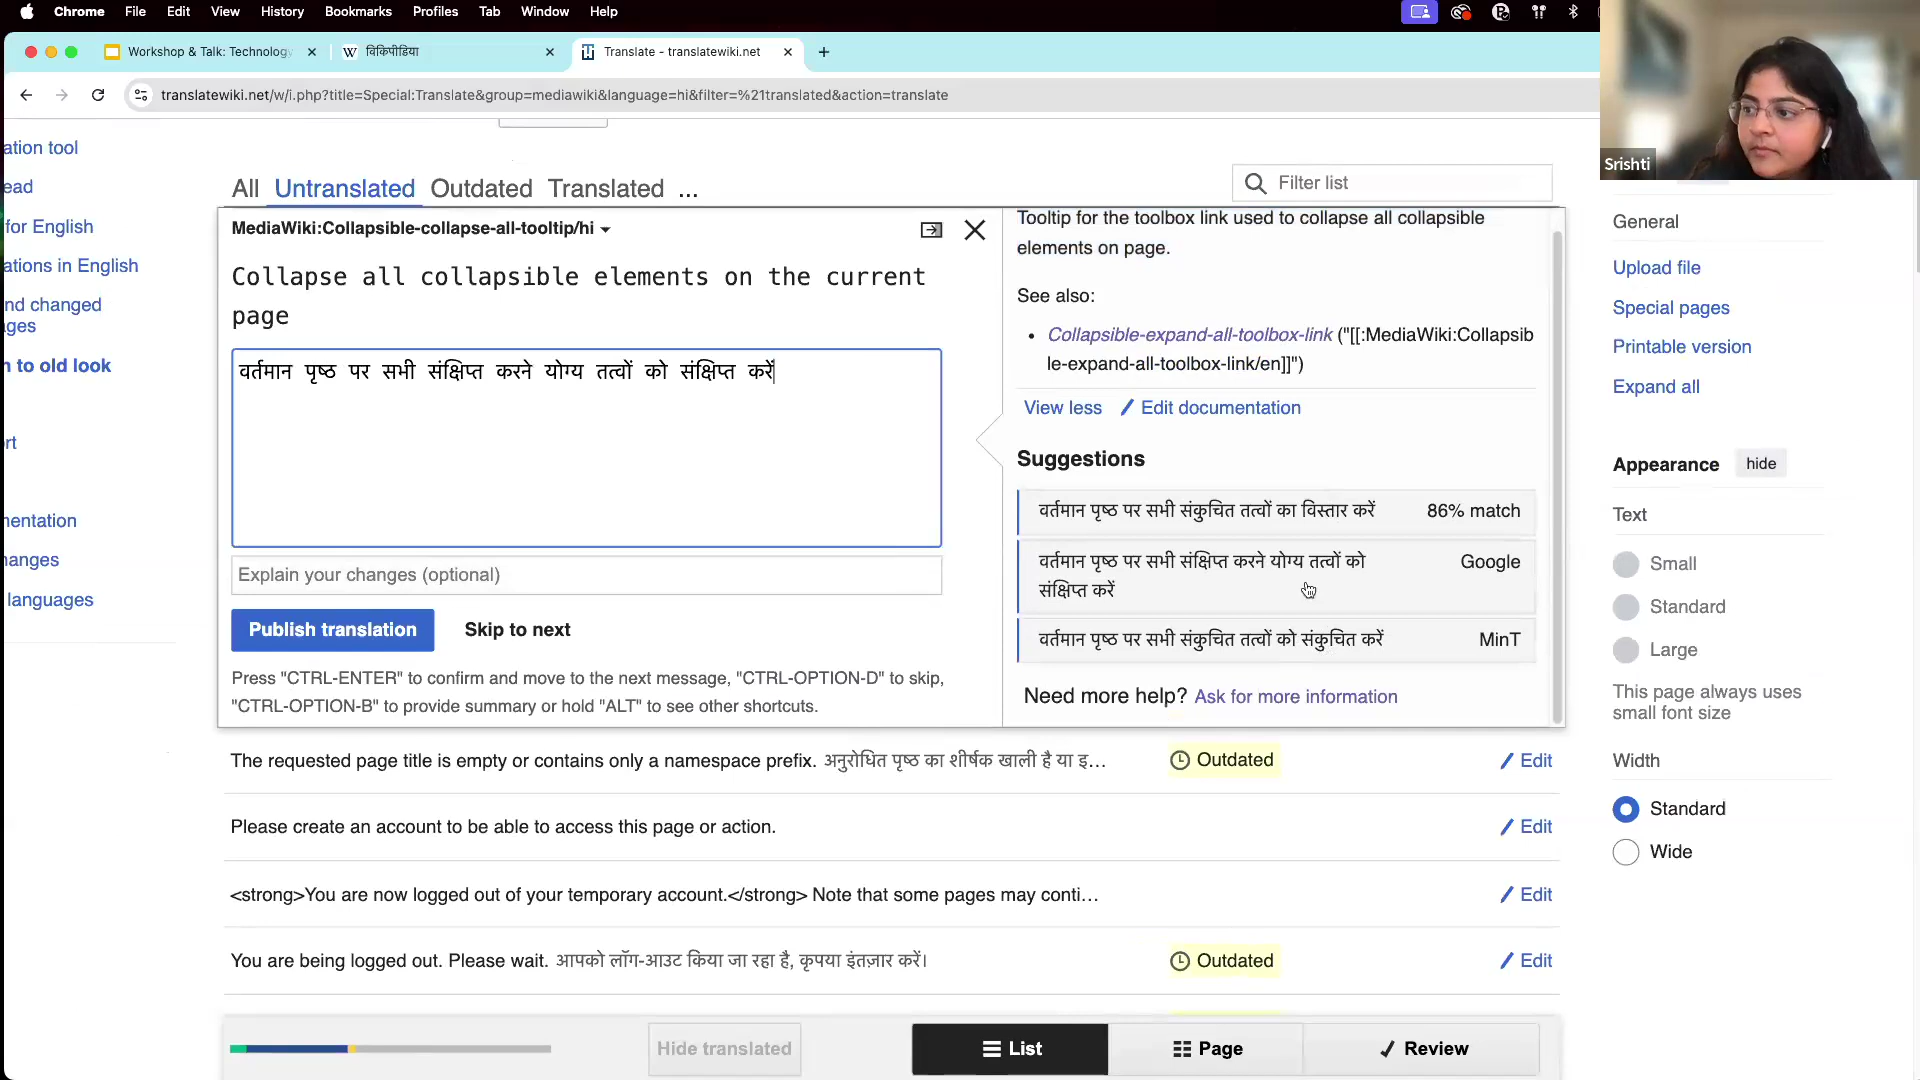 Chrome File Edit View History Bookmarks Profiles Tab Window Help
Workshop & Talk: Technology
विकिपीडिया
Translate - translatewiki.net
translatewiki.net/w/i.php?title=Special:Translate&group=mediawiki&language=hi&filter=%21translated&action=translate
Srishti
ation tool
ead
for English
ations in English
nd changed
ges
n to old look
rt
nentation
anges
languages
All Untranslated Outdated Translated ...
Filter list
MediaWiki:Collapsible-collapse-all-tooltip/hi
Collapse all collapsible elements on the current
page
वर्तमान पृष्ठ पर सभी संक्षिप्त करने योग्य तत्वों को संक्षिप्त करें
Explain your changes (optional)
Publish translation Skip to next
Press "CTRL-ENTER" to confirm and move to the next message, "CTRL-OPTION-D" to skip,
"CTRL-OPTION-B" to provide summary or hold "ALT" to see other shortcuts.
Tooltip for the toolbox link used to collapse all collapsible
elements on page.
See also:
• Collapsible-expand-all-toolbox-link ("[[:MediaWiki:Collapsib
le-expand-all-toolbox-link/en]]")
View less Edit documentation
Suggestions
वर्तमान पृष्ठ पर सभी संकुचित तत्वों का विस्तार करें 86% match
वर्तमान पृष्ठ पर सभी संक्षिप्त करने योग्य तत्वों को Google
संक्षिप्त करें
वर्तमान पृष्ठ पर सभी संकुचित तत्वों को संकुचित करें MinT
Need more help? Ask for more information
The requested page title is empty or contains only a namespace prefix. अनुरोधित पृष्ठ का शीर्षक खाली है या इ... Outdated Edit
Please create an account to be able to access this page or action. Edit
<strong>You are now logged out of your temporary account.</strong> Note that some pages may conti... Edit
You are being logged out. Please wait. आपको लॉग-आउट किया जा रहा है, कृपया इंतज़ार करें। Outdated Edit
Hide translated List Page Review
General
Upload file
Special pages
Printable version
Expand all
Appearance hide
Text
Small
Standard
Large
This page always uses
small font size
Width
Standard
Wide